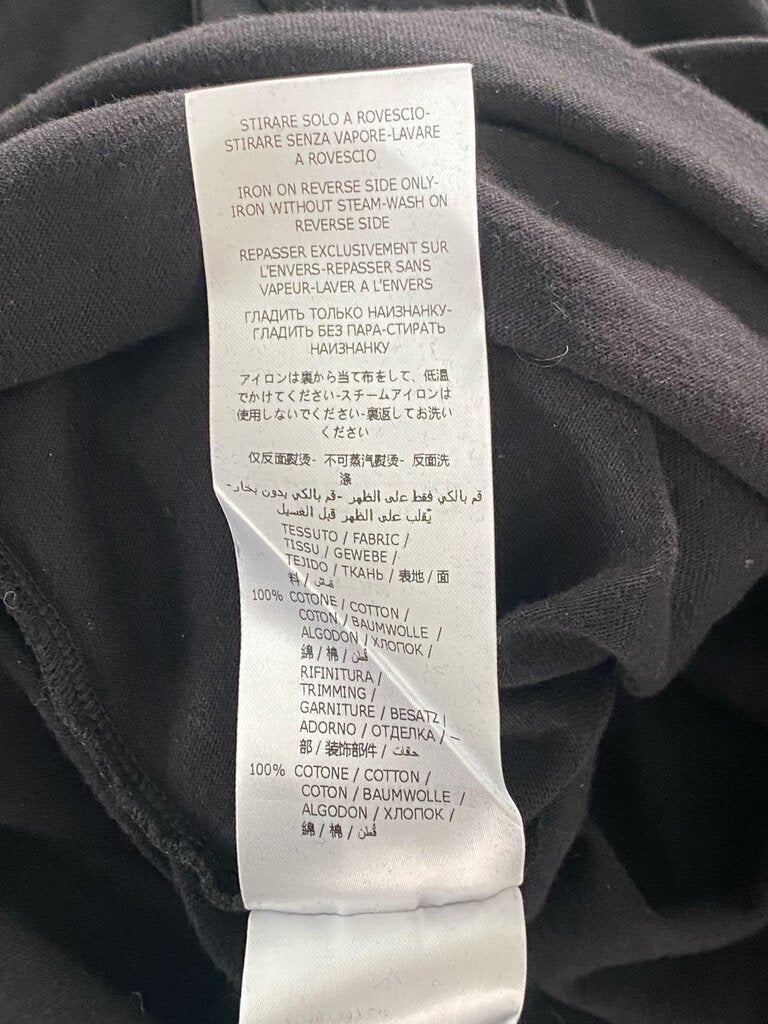 STIRARE SOLO A ROVESCIO-
STIRARE SENZA VAPORE-LAVARE
A ROVESCIO
IRON ON REVERSE SIDE ONLY-
IRON WITHOUT STEAM-WASH ON
REVERSE SIDE
REPASSER EXCLUSIVEMENT SUR
L'ENVERS-REPASSER SANS
VAPEUR-LAVER A L'ENVERS
ГЛАДИТЬ ТОЛЬКО НАИЗНАНКУ-
ГЛАДИТЬ БЕЗ ПАРА-СТИРАТЬ
НАИЗНАНКУ
アイロンは裏から当て布をして、低温
でかけてください-スチームアイロンは
使用しないでください-裏返してお洗い
ください
仅反面熨烫- 不可蒸汽熨烫- 反面洗
涤
قم بالكي فقط على الظهر -قم بالكي بدون بخار-
يُقلب على الظهر قبل الغسيل
TESSUTO / FABRIC /
TISSU / GEWEBE /
TEJIDO / ТКАНЬ / 表地 / 面
料 / قماش
100% COTONE / COTTON /
COTON / BAUMWOLLE /
ALGODON / ХЛОПОК /
綿 / 棉 / قُطن
RIFINITURA /
TRIMMING /
GARNITURE / BESATZ /
ADORNO / ОТДЕЛКА / 一
部 / 装饰部件 / حافات
100% COTONE / COTTON /
COTON / BAUMWOLLE /
ALGODON / ХЛОПОК /
綿 / 棉 / قُطن